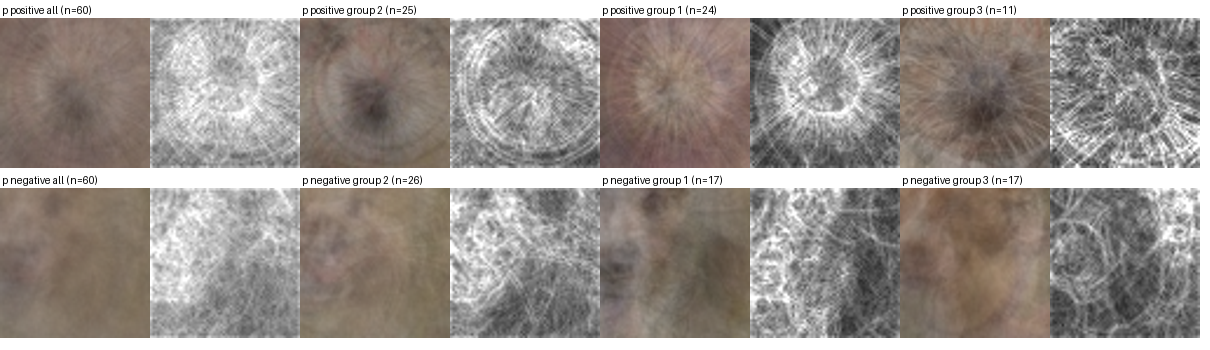 p positive all (n=60)
p positive group 2 (n=25)
p positive group 1 (n=24)
p positive group 3 (n=11)
p negative all (n=60)
p negative group 2 (n=26)
p negative group 1 (n=17)
p negative group 3 (n=17)